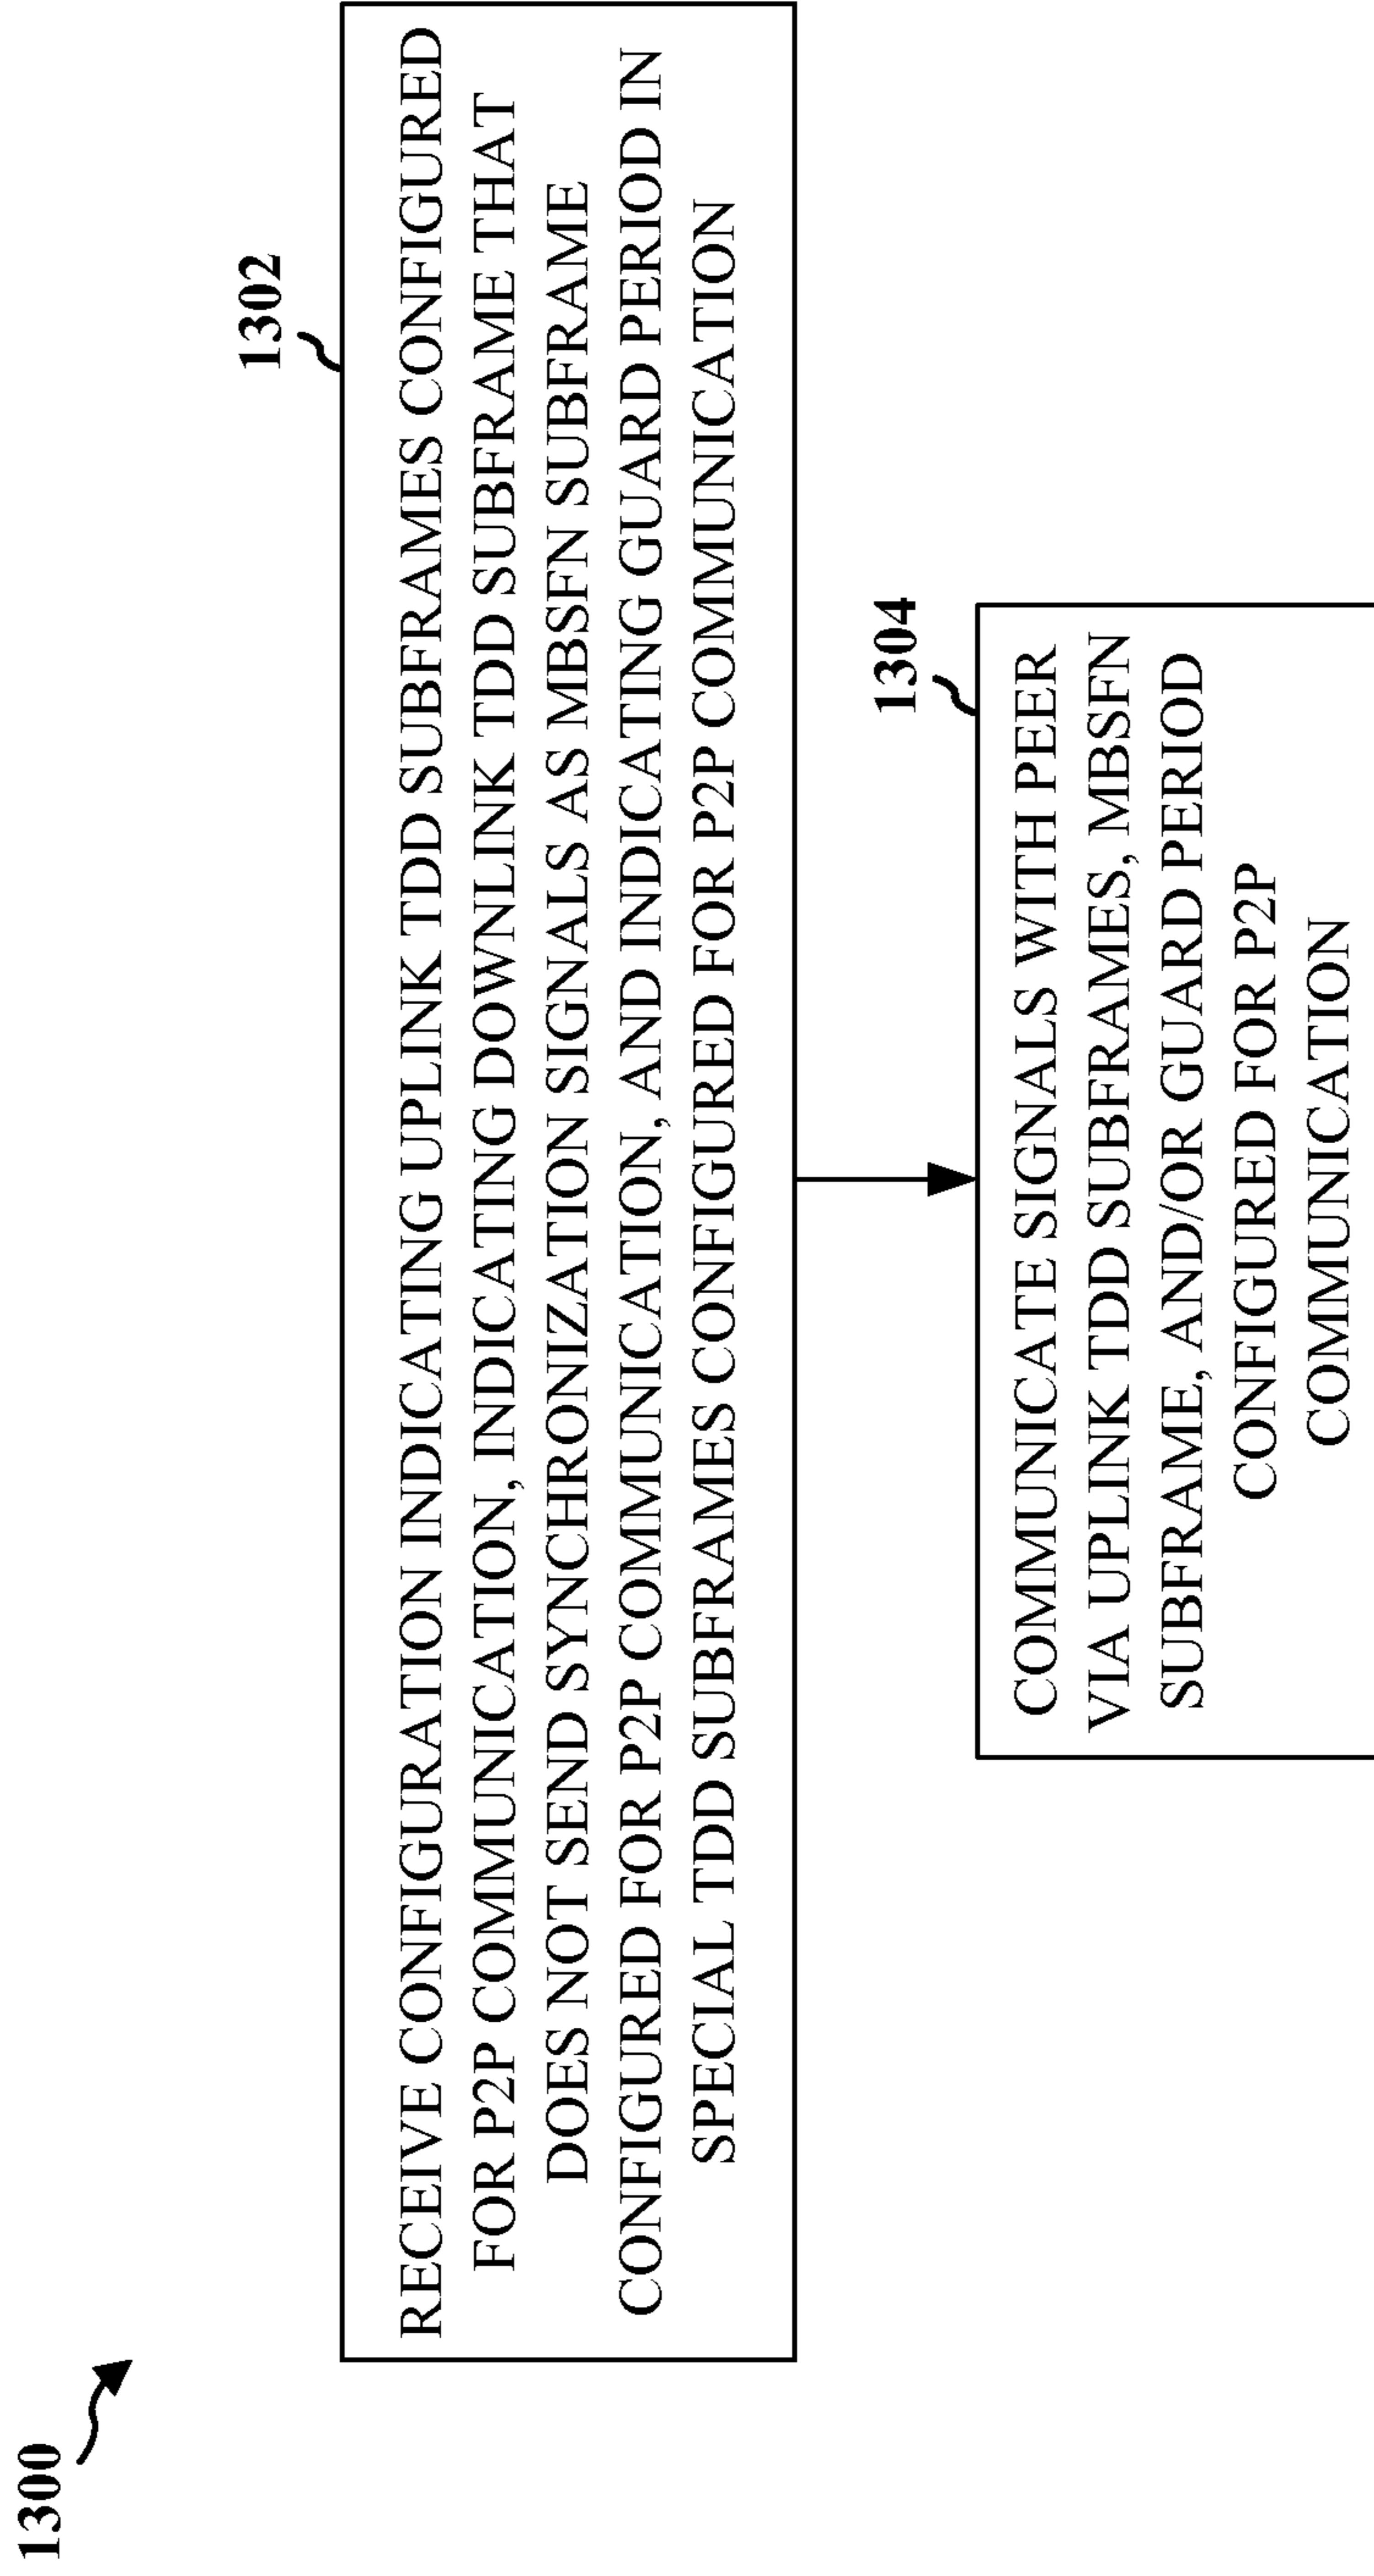 1300
1302
RECEIVE CONFIGURATION INDICATING UPLINK TDD SUBFRAMES CONFIGURED
FOR P2P COMMUNICATION, INDICATING DOWNLINK TDD SUBFRAME THAT
DOES NOT SEND SYNCHRONIZATION SIGNALS AS MBSFN SUBFRAME
CONFIGURED FOR P2P COMMUNICATION, AND INDICATING GUARD PERIOD IN
SPECIAL TDD SUBFRAMES CONFIGURED FOR P2P COMMUNICATION
1304
COMMUNICATE SIGNALS WITH PEER
VIA UPLINK TDD SUBFRAMES, MBSFN
SUBFRAME, AND/OR GUARD PERIOD
CONFIGURED FOR P2P
COMMUNICATION